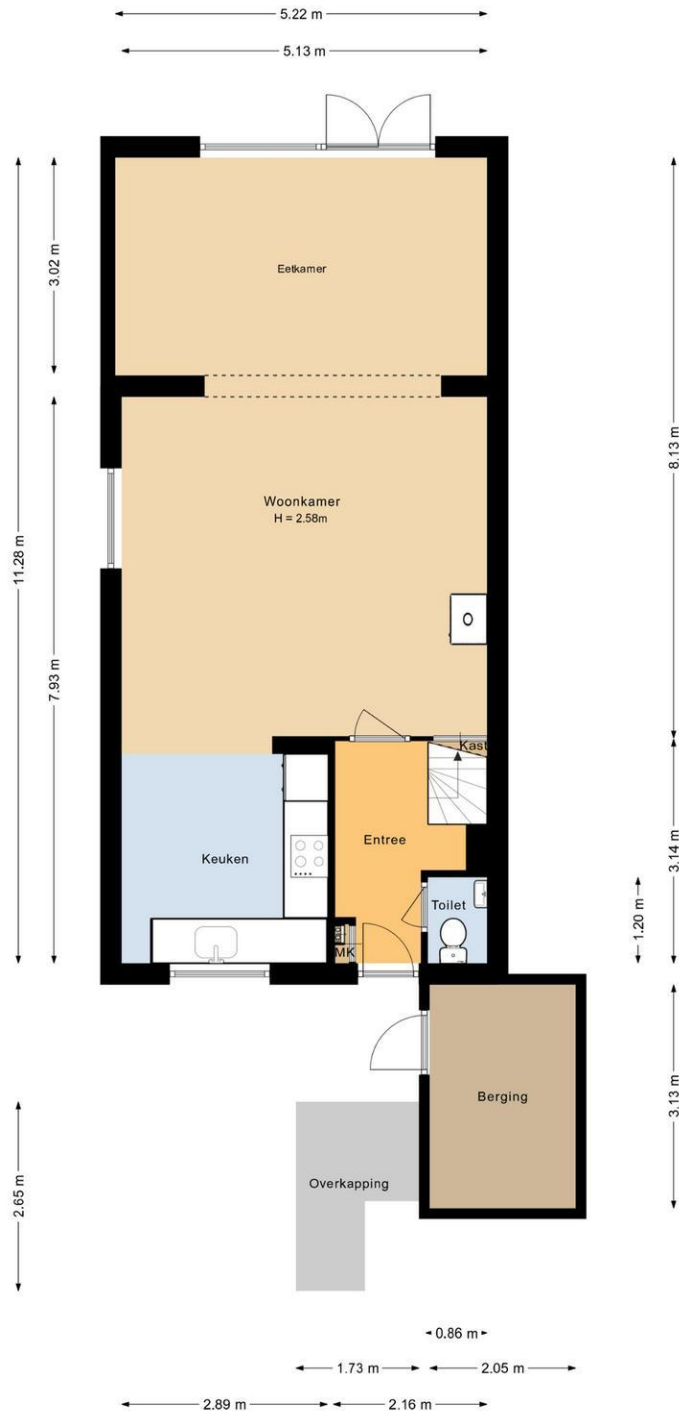 5.22 m
5.13 m
3.02 m
Eetkamer
8.13 m
Woonkamer
H = 2.58m
11.28 m
7.93 m
Kast
Keuken
Entree
3.14 m
Toilet
1.20 m
MK
Berging
3.13 m
Overkapping
2.65 m
0.86 m
1.73 m
2.05 m
2.89 m
2.16 m